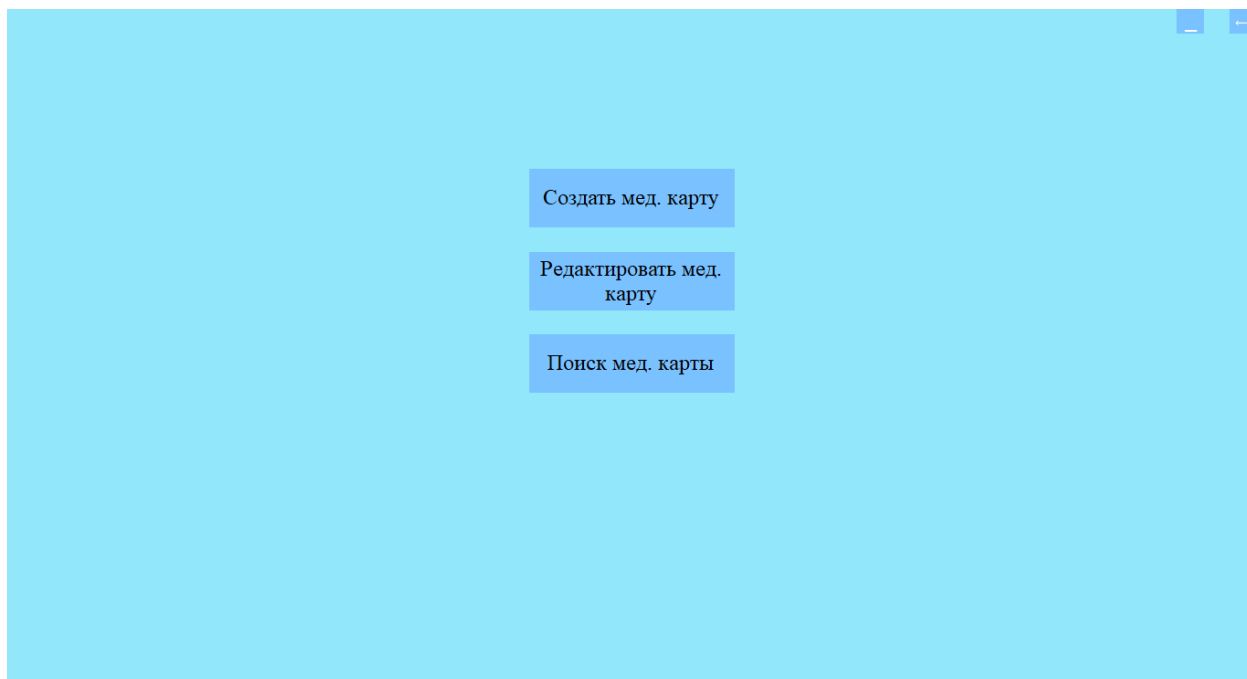 _ ←
Создать мед. карту
Редактировать мед.
карту
Поиск мед. карты